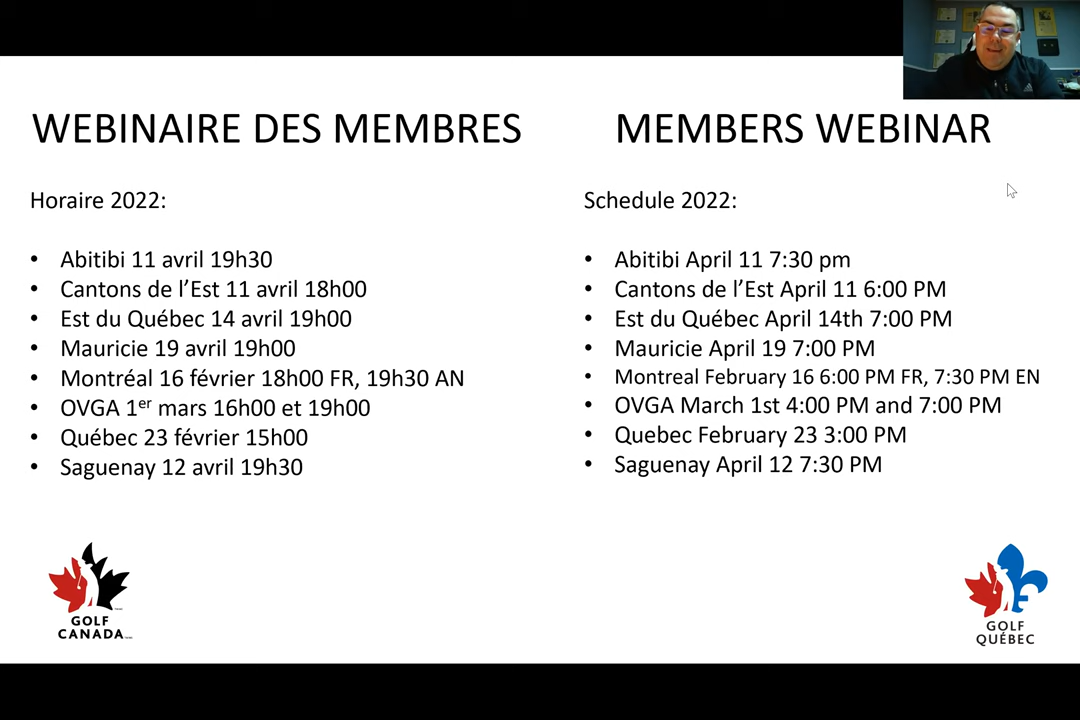 WEBINAIRE DES MEMBRES
Horaire 2022:
• Abitibi 11 avril 19h30
• Cantons de l’Est 11 avril 18h00
• Est du Québec 14 avril 19h00
• Mauricie 19 avril 19h00
• Montréal 16 février 18h00 FR, 19h30 AN
• OVGA 1er mars 16h00 et 19h00
• Québec 23 février 15h00
• Saguenay 12 avril 19h30
MEMBERS WEBINAR
Schedule 2022:
• Abitibi April 11 7:30 pm
• Cantons de l’Est April 11 6:00 PM
• Est du Québec April 14th 7:00 PM
• Mauricie April 19 7:00 PM
• Montreal February 16 6:00 PM FR, 7:30 PM EN
• OVGA March 1st 4:00 PM and 7:00 PM
• Quebec February 23 3:00 PM
• Saguenay April 12 7:30 PM
GOLF
CANADA
GOLF
QUÉBEC